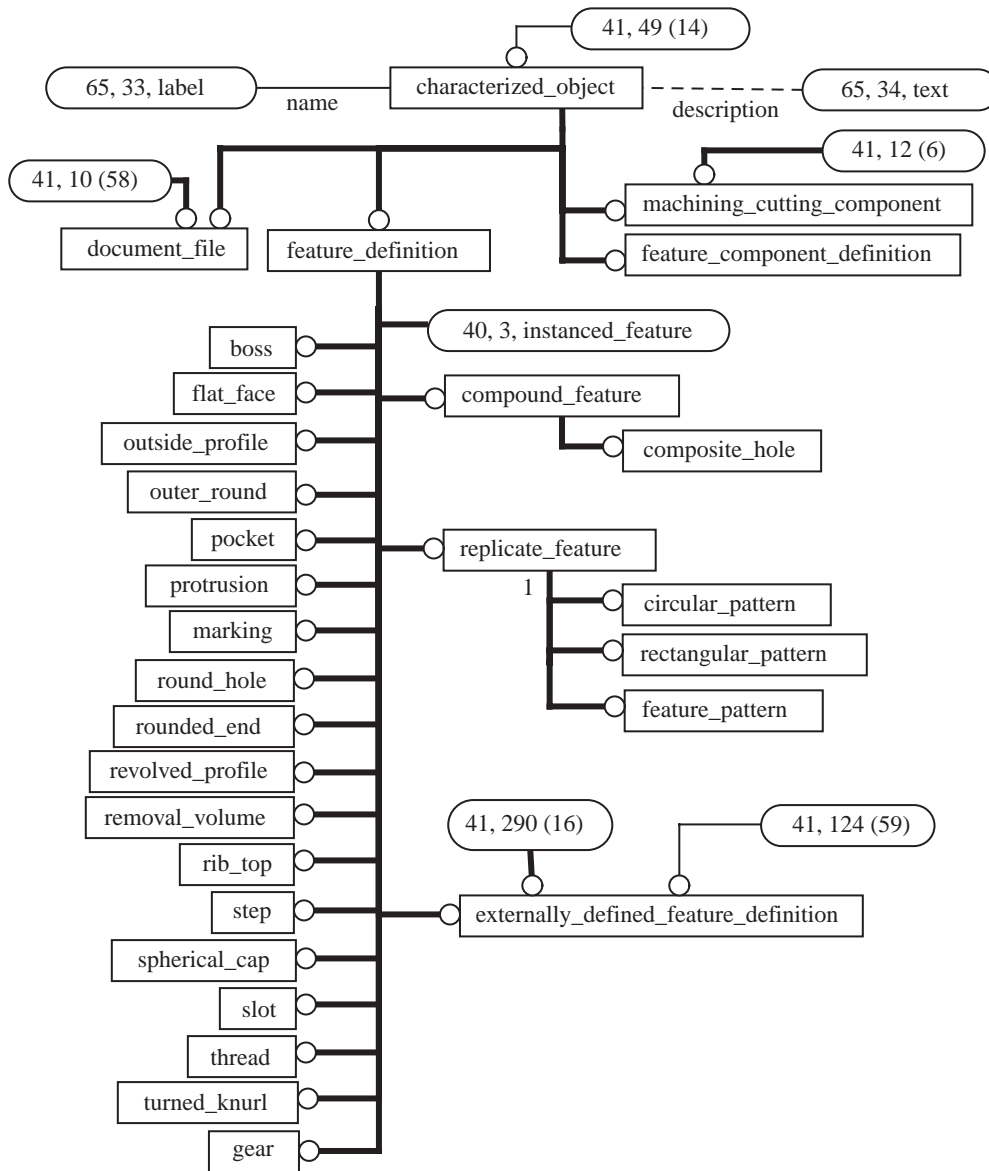 41, 49 (14)
65, 33, label
name
characterized_object
description
65, 34, text
41, 12 (6)
41, 10 (58)
machining_cutting_component
document_file
feature_definition
feature_component_definition
40, 3, instanced_feature
boss
flat_face
compound_feature
outside_profile
composite_hole
outer_round
pocket
replicate_feature
protrusion
1
circular_pattern
marking
rectangular_pattern
round_hole
feature_pattern
rounded_end
revolved_profile
removal_volume
41, 290 (16)
41, 124 (59)
rib_top
step
externally_defined_feature_definition
spherical_cap
slot
thread
turned_knurl
gear